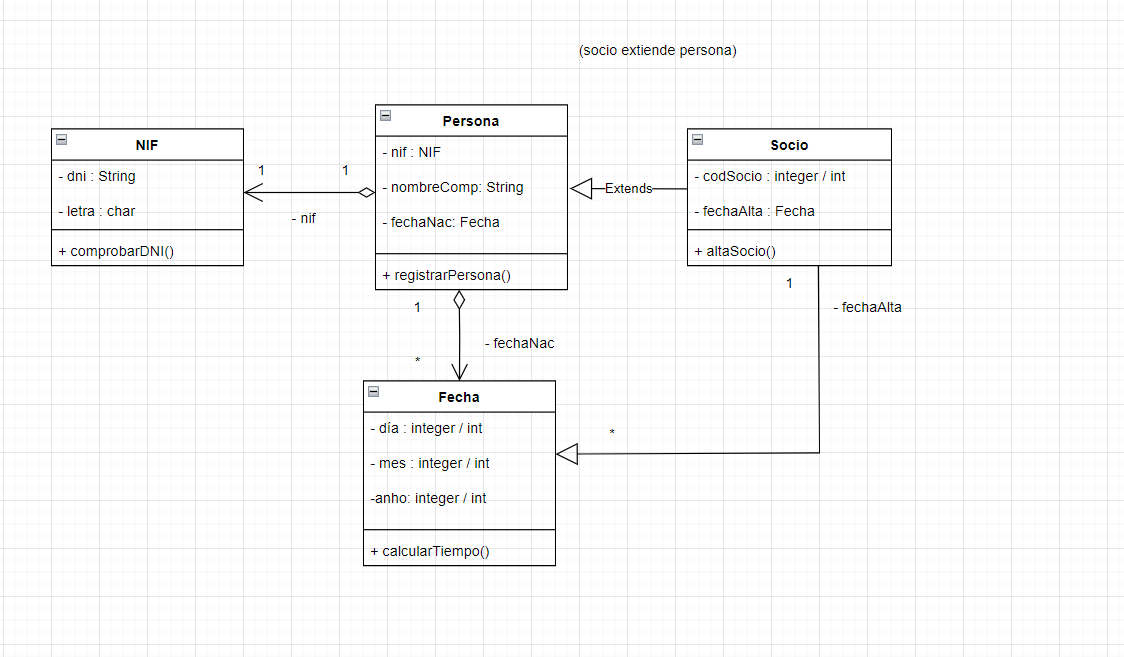 (socio extiende persona)
NIF
- dni : String
- letra : char
+ comprobarDNI()
1
1
- nif
Persona
- nif : NIF
- nombreComp: String
- fechaNac: Fecha
+ registrarPersona()
Extends
Socio
- codSocio : integer / int
- fechaAlta : Fecha
+ altaSocio()
1
- fechaAlta
1
- fechaNac
*
Fecha
- día : integer / int
- mes : integer / int
-anho: integer / int
+ calcularTiempo()
*